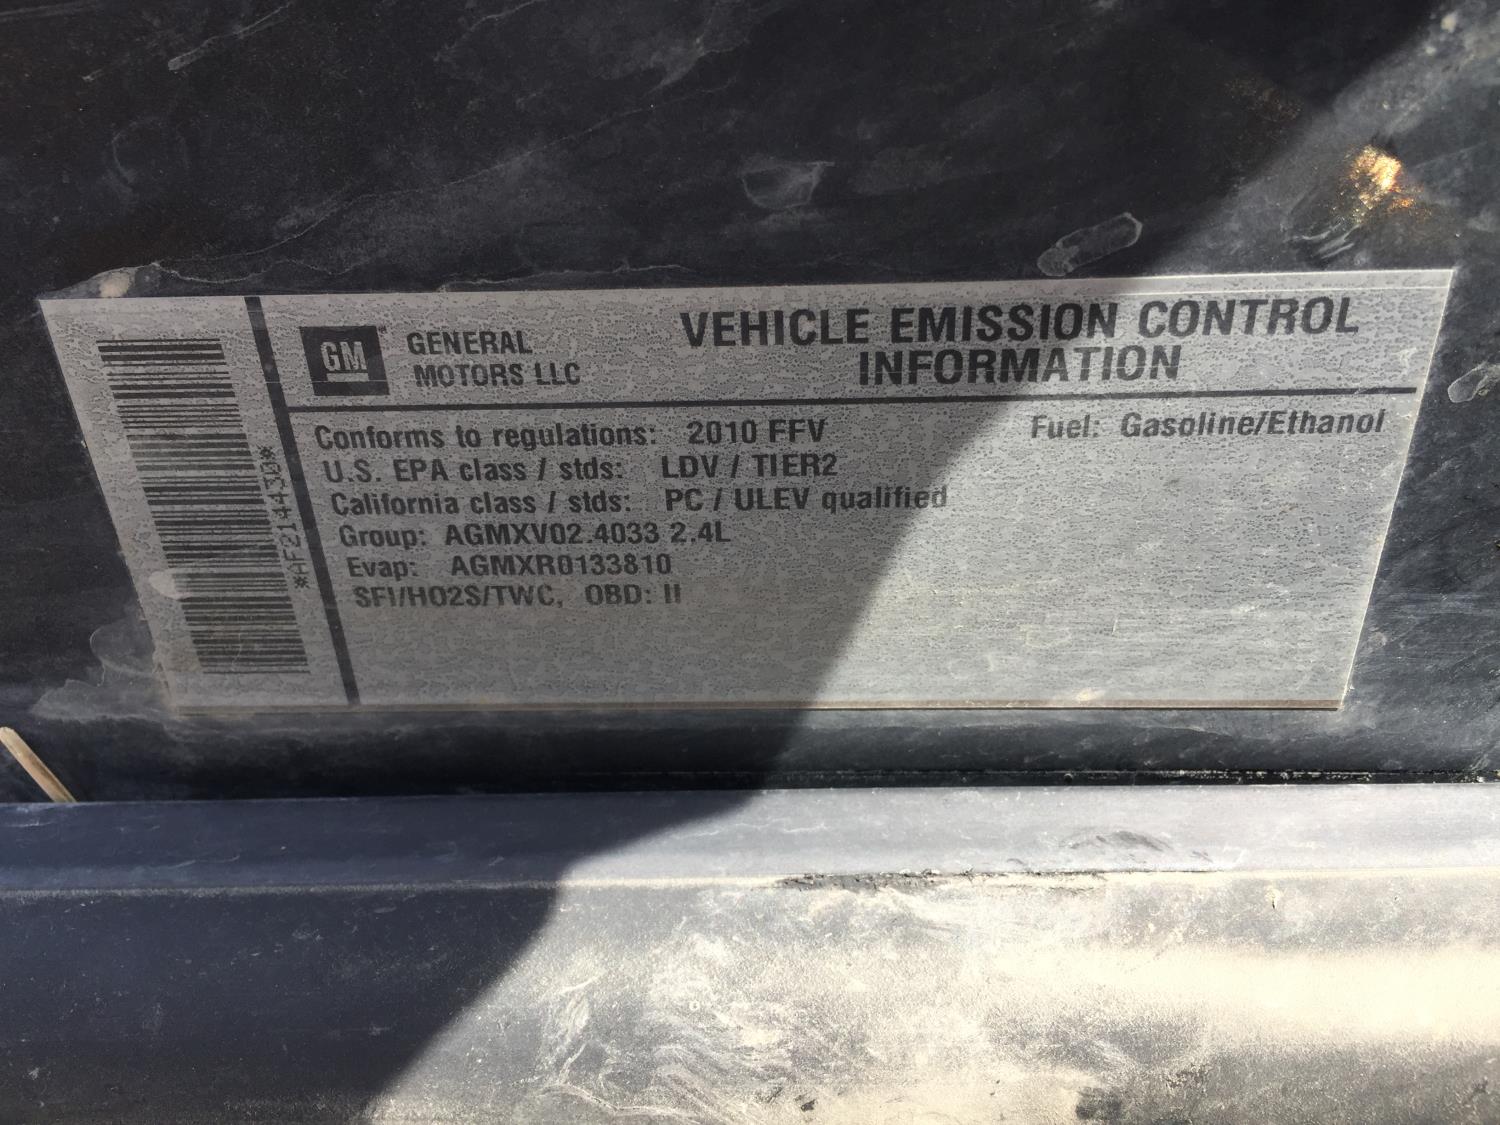 *AF214430*
GM
GENERAL
MOTORS LLC
VEHICLE EMISSION CONTROL
INFORMATION
Conforms to regulations: 2010 FFV
Fuel: Gasoline/Ethanol
U.S. EPA class / stds: LDV / TIER2
California class / stds: PC / ULEV qualified
Group: AGMXV02.4033 2.4L
Evap: AGMXR0133810
SFI/HO2S/TWC, OBD: II